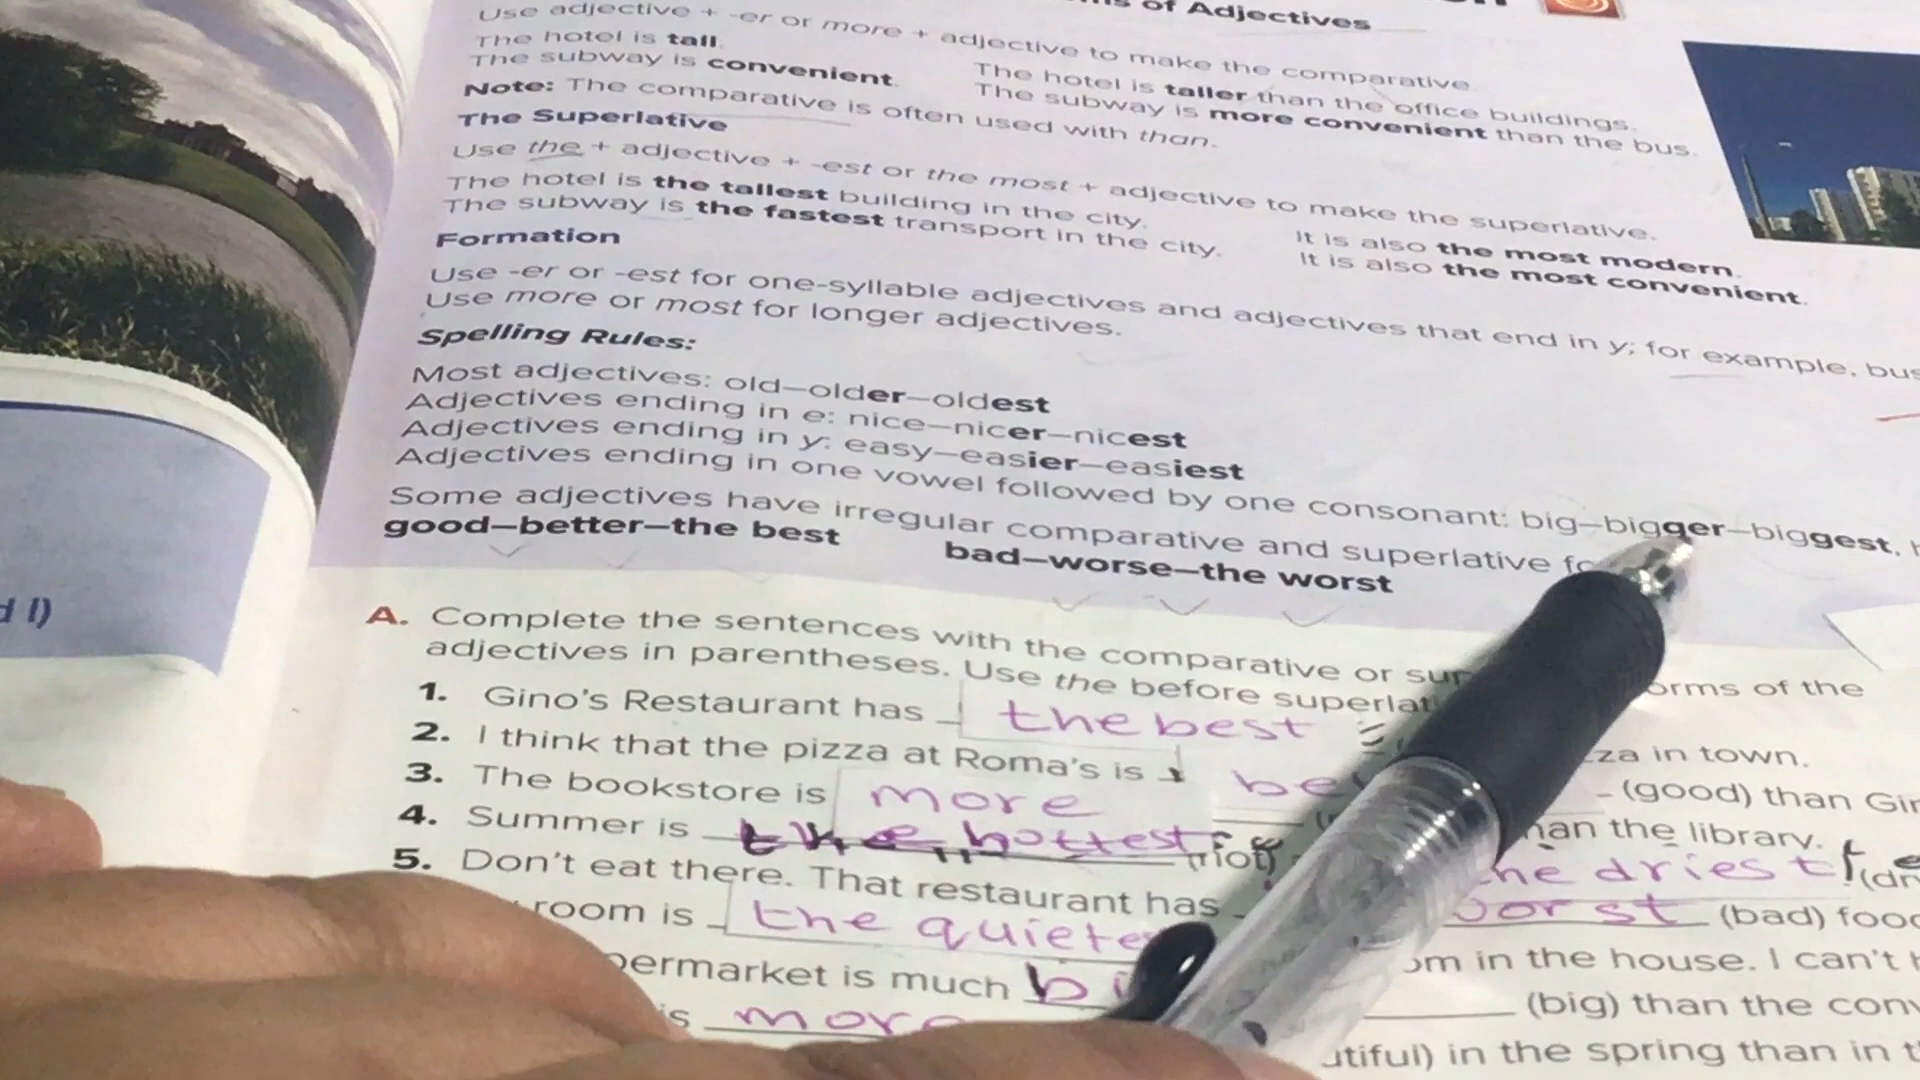 of Adjectives
Use adjective + -er or more + adjective to make the comparative.
The hotel is tall. The hotel is taller than the office buildings.
The subway is convenient. The subway is more convenient than the bus.
Note: The comparative is often used with than.
The Superlative
Use the + adjective + -est or the most + adjective to make the superlative.
The hotel is the tallest building in the city. It is also the most modern.
The subway is the fastest transport in the city. It is also the most convenient.
Formation
Use -er or -est for one-syllable adjectives and adjectives that end in y; for example,
Use more or most for longer adjectives.
Spelling Rules:
Most adjectives: old—older—oldest
Adjectives ending in e: nice—nicer—nicest
Adjectives ending in y: easy—easier—easiest
Adjectives ending in one vowel followed by one consonant: big—bigger—biggest,
Some adjectives have irregular comparative and superlative
good—better—the best bad—worse—the worst
A. Complete the sentences with the comparative or of the
adjectives in parentheses. Use the before
1. Gino's Restaurant has the best in town.
2. I think that the pizza at Roma's is (good) than
3. The bookstore is more the library.
4. Summer is the hottest driest
5. Don't eat there. That restaurant has (bad)
room is the in the house. I can't
is much (big) than the
is more in the spring than in